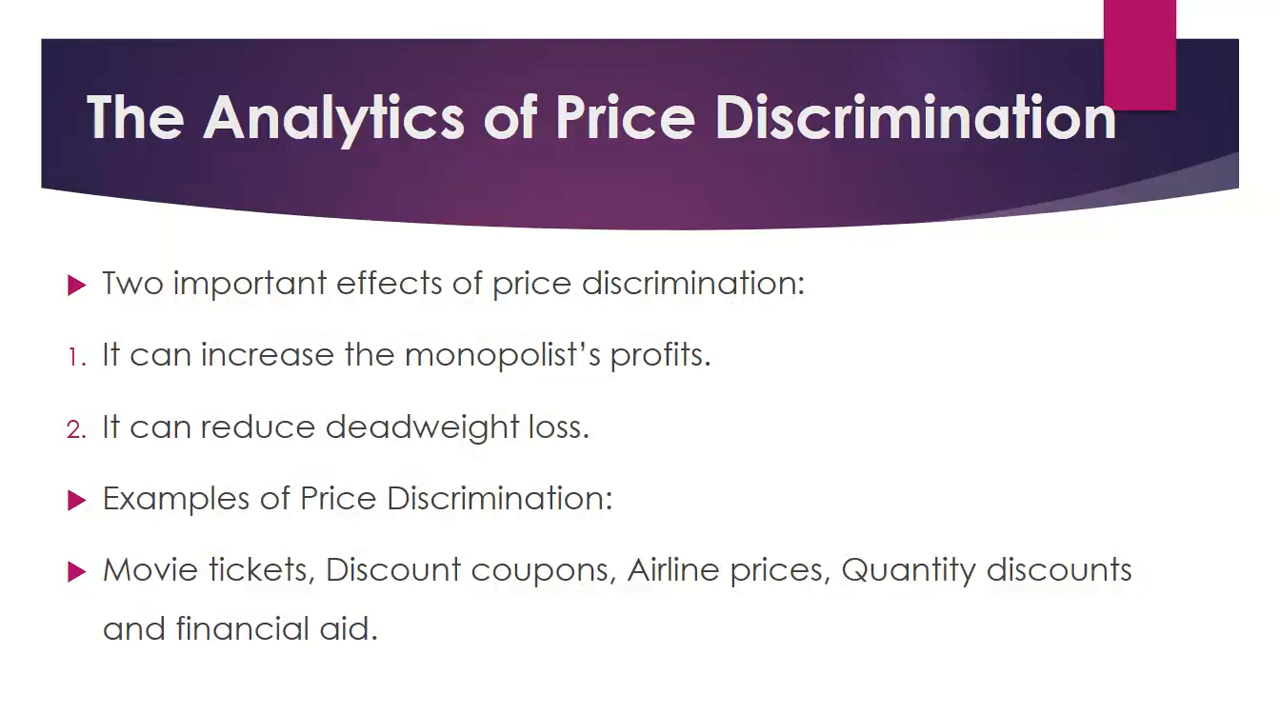 The Analytics of Price Discrimination
Two important effects of price discrimination:
1. It can increase the monopolist’s profits.
2. It can reduce deadweight loss.
Examples of Price Discrimination:
Movie tickets, Discount coupons, Airline prices, Quantity discounts
and financial aid.